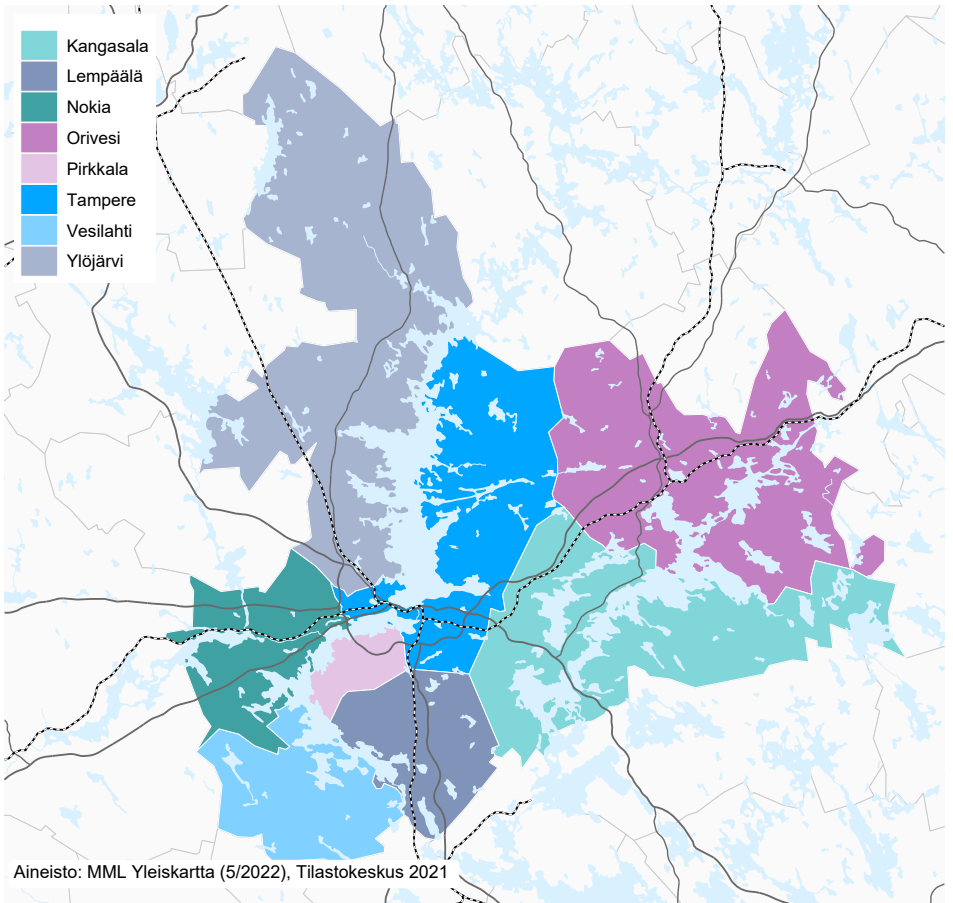 Kangasala
Lempäälä
Nokia
Orivesi
Pirkkala
Tampere
Vesilahti
Ylöjärvi
Aineisto: MML Yleiskartta (5/2022), Tilastokeskus 2021